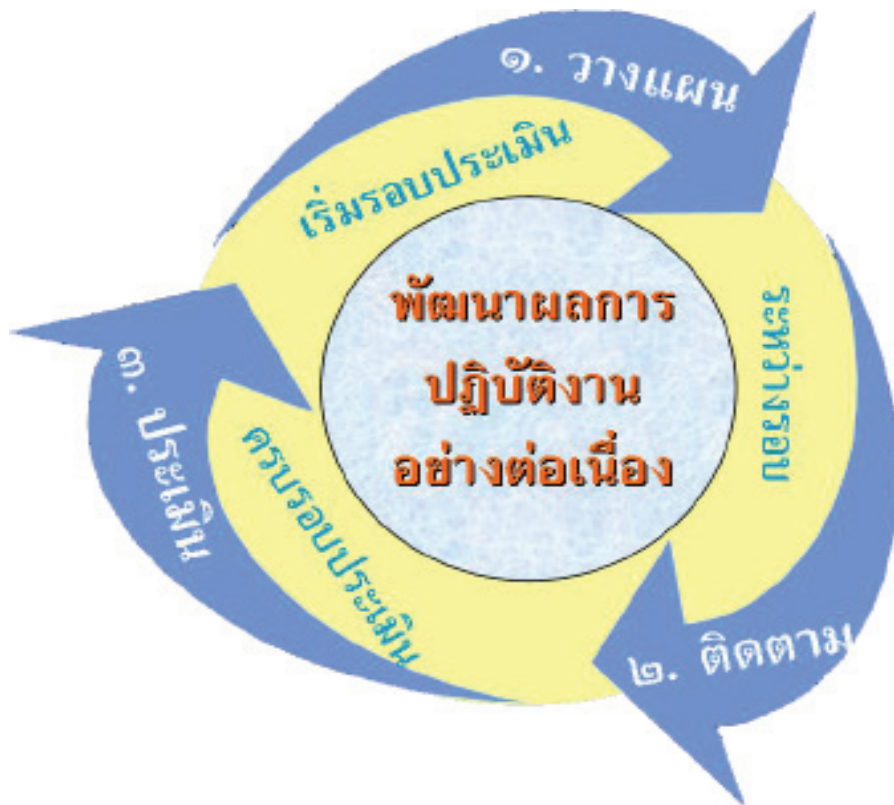 ๑. วางแผน
เริ่มรอบประเมิน
พัฒนาผลการ
ปฏิบัติงาน
อย่างต่อเนื่อง
ระหว่างรอบ
๒. ติดตาม
ครบรอบประเมิน
๓. ประเมิน